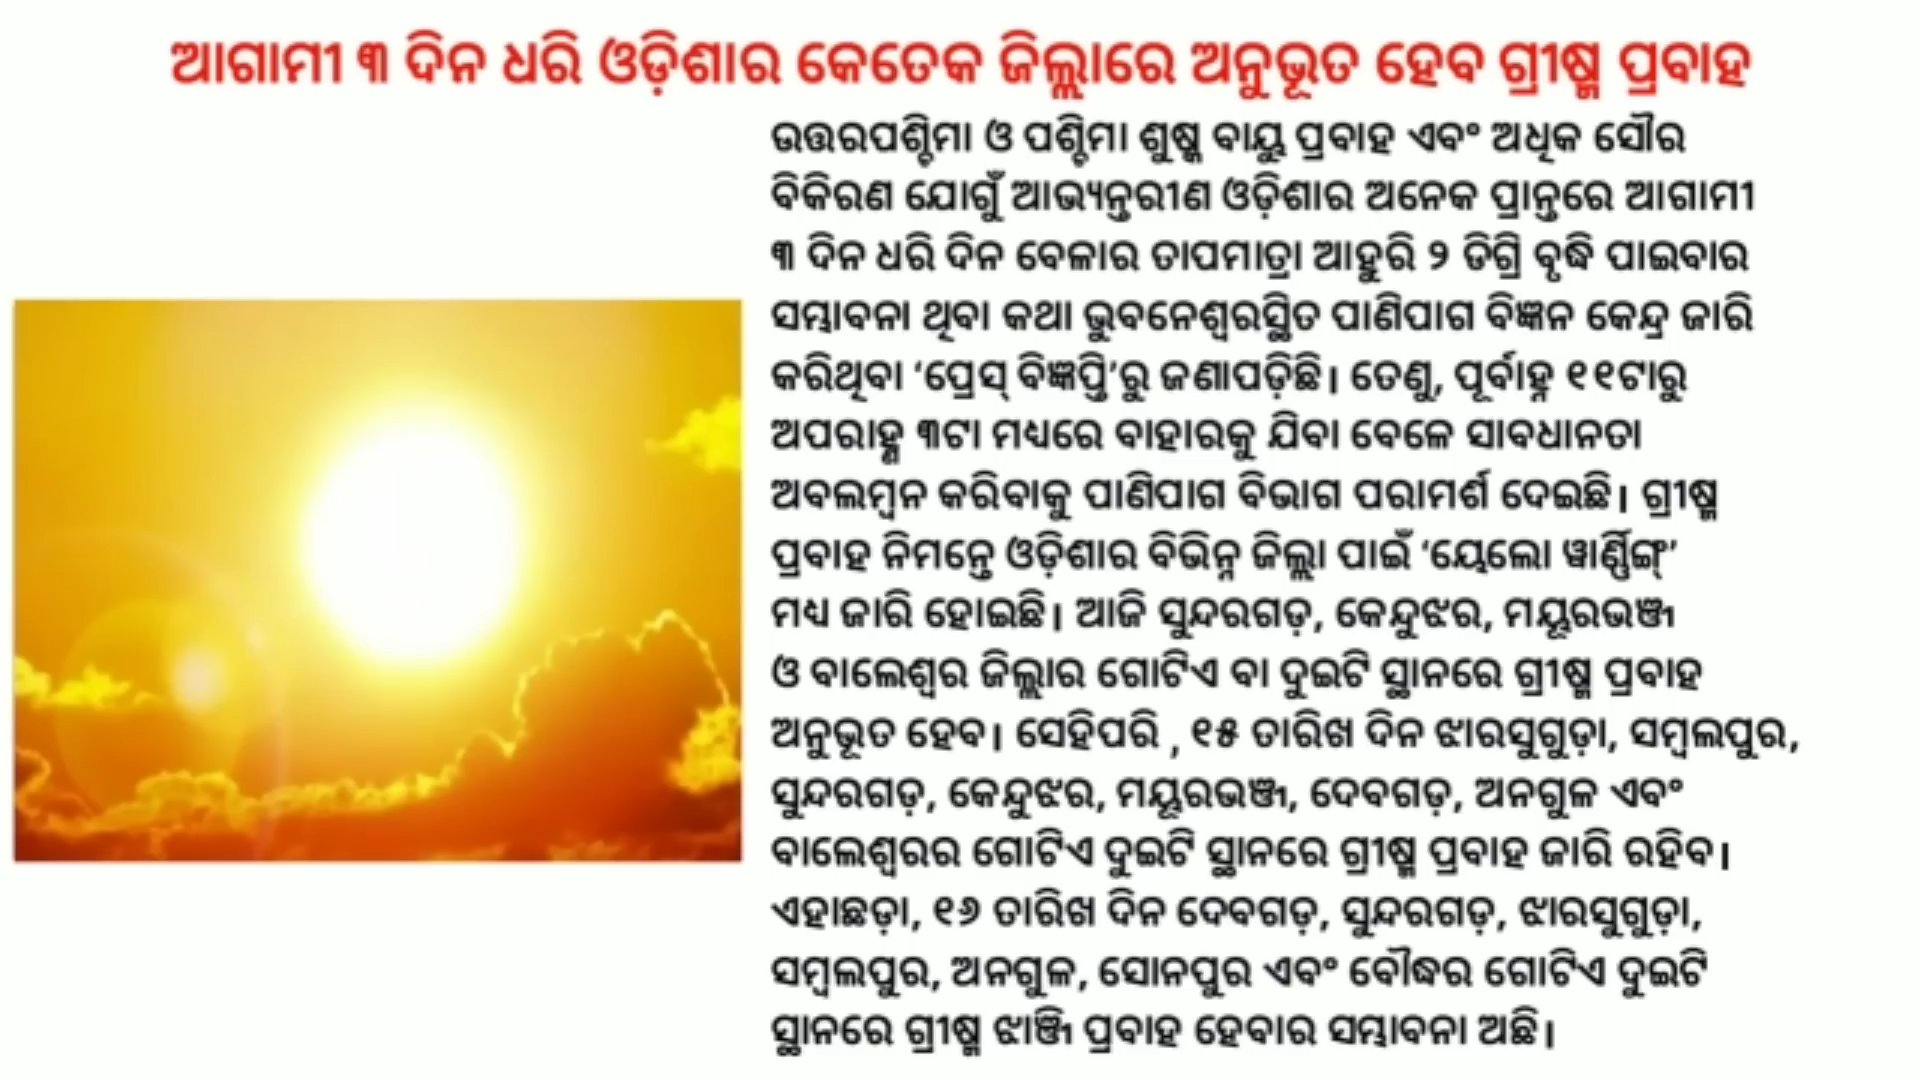 ଆଗାମୀ ୩ ଦିନ ଧରି ଓଡ଼ିଶାର କେତେକ ଜିଲ୍ଲାରେ ଅନୁଭୂତ ହେବ ଗ୍ରୀଷ୍ମ ପ୍ରବାହ
ଉତ୍ତରପଶ୍ଚିମା ଓ ପଶ୍ଚିମା ଶୁଷ୍କ ବାୟୁ ପ୍ରବାହ ଏବଂ ଅଧିକ ସୌର
ବିକିରଣ ଯୋଗୁଁ ଆଭ୍ୟନ୍ତରୀଣ ଓଡ଼ିଶାର ଅନେକ ପ୍ରାନ୍ତରେ ଆଗାମୀ
୩ ଦିନ ଧରି ଦିନ ବେଳାର ତାପମାତ୍ରା ଆହୁରି ୨ ଡିଗ୍ରି ବୃଦ୍ଧି ପାଇବାର
ସମ୍ଭାବନା ଥିବା କଥା ଭୁବନେଶ୍ୱରସ୍ଥିତ ପାଣିପାଗ ବିଜ୍ଞାନ କେନ୍ଦ୍ର ଜାରି
କରିଥିବା ‘ପ୍ରେସ୍ ବିଜ୍ଞପ୍ତି’ରୁ ଜଣାପଡ଼ିଛି। ତେଣୁ, ପୂର୍ବାହ୍ନ ୧୧ଟାରୁ
ଅପରାହ୍ଣ ୩ଟା ମଧ୍ୟରେ ବାହାରକୁ ଯିବା ବେଳେ ସାବଧାନତା
ଅବଲମ୍ବନ କରିବାକୁ ପାଣିପାଗ ବିଭାଗ ପରାମର୍ଶ ଦେଇଛି। ଗ୍ରୀଷ୍ମ
ପ୍ରବାହ ନିମନ୍ତେ ଓଡ଼ିଶାର ବିଭିନ୍ନ ଜିଲ୍ଲା ପାଇଁ ‘ୟେଲୋ ୱାର୍ଣ୍ଣିଙ୍ଗ୍’
ମଧ୍ୟ ଜାରି ହୋଇଛି। ଆଜି ସୁନ୍ଦରଗଡ଼, କେନ୍ଦୁଝର, ମୟୂରଭଞ୍ଜ
ଓ ବାଲେଶ୍ୱର ଜିଲ୍ଲାର ଗୋଟିଏ ବା ଦୁଇଟି ସ୍ଥାନରେ ଗ୍ରୀଷ୍ମ ପ୍ରବାହ
ଅନୁଭୂତ ହେବ। ସେହିପରି , ୧୫ ତାରିଖ ଦିନ ଝାରସୁଗୁଡ଼ା, ସମ୍ବଲପୁର,
ସୁନ୍ଦରଗଡ଼, କେନ୍ଦୁଝର, ମୟୂରଭଞ୍ଜ, ଦେବଗଡ଼, ଅନଗୁଳ ଏବଂ
ବାଲେଶ୍ୱରର ଗୋଟିଏ ଦୁଇଟି ସ୍ଥାନରେ ଗ୍ରୀଷ୍ମ ପ୍ରବାହ ଜାରି ରହିବ।
ଏହାଛଡ଼ା, ୧୬ ତାରିଖ ଦିନ ଦେବଗଡ଼, ସୁନ୍ଦରଗଡ଼, ଝାରସୁଗୁଡ଼ା,
ସମ୍ବଲପୁର, ଅନଗୁଳ, ସୋନପୁର ଏବଂ ବୌଦ୍ଧର ଗୋଟିଏ ଦୁଇଟି
ସ୍ଥାନରେ ଗ୍ରୀଷ୍ମ ଝାଞ୍ଜି ପ୍ରବାହ ହେବାର ସମ୍ଭାବନା ଅଛି।